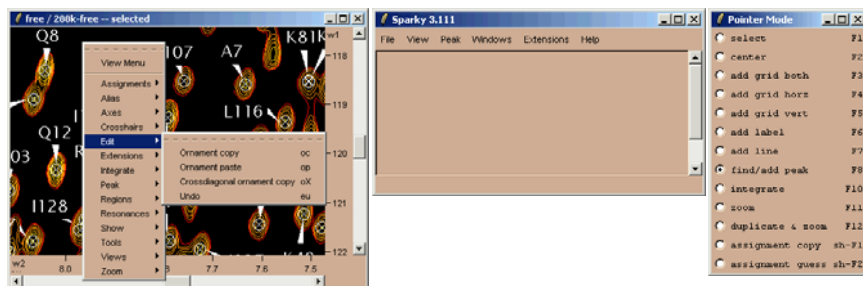 free / 200k-free -- selected
Q8
107
A7
K81K
w1
118
119
L116
Q12
120
03
R
I128
121
122
w2
8.0
7.7
7.6
7.5
View Menu
Assignments
Alias
Axes
Crosshairs
Edit
Extensions
Integrate
Peak
Regions
Resonances
Show
Tools
Views
Zoom
Ornament copy oc
Ornament paste op
Crossdiagonal ornament copy oX
Undo eu
Sparky 3.111
File View Peak Windows Extensions Help
Pointer Mode
select F1
center F2
add grid both F3
add grid horz F4
add grid vert F5
add label F6
add line F7
find/add peak F8
integrate F10
zoom F11
duplicate & zoom F12
assignment copy sh-F1
assignment guess sh-F2